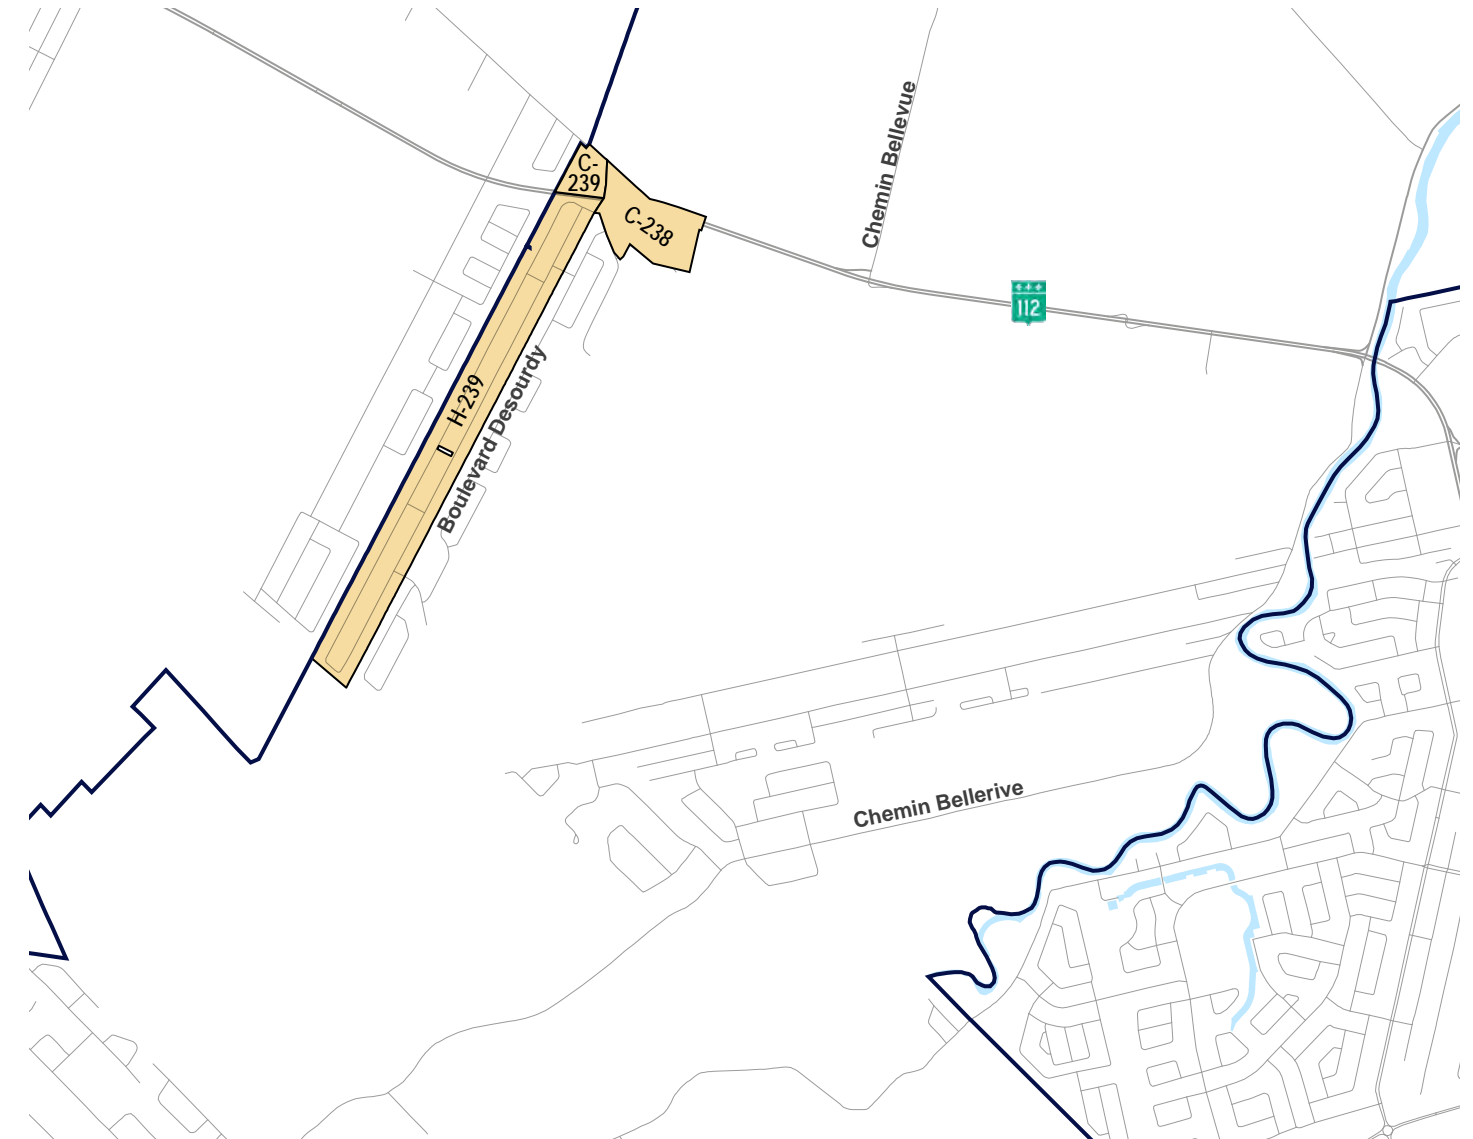 Chemin Bellevue
C-
239
C-238
112
H-239
Boulevard Desourdy
Chemin Bellerive